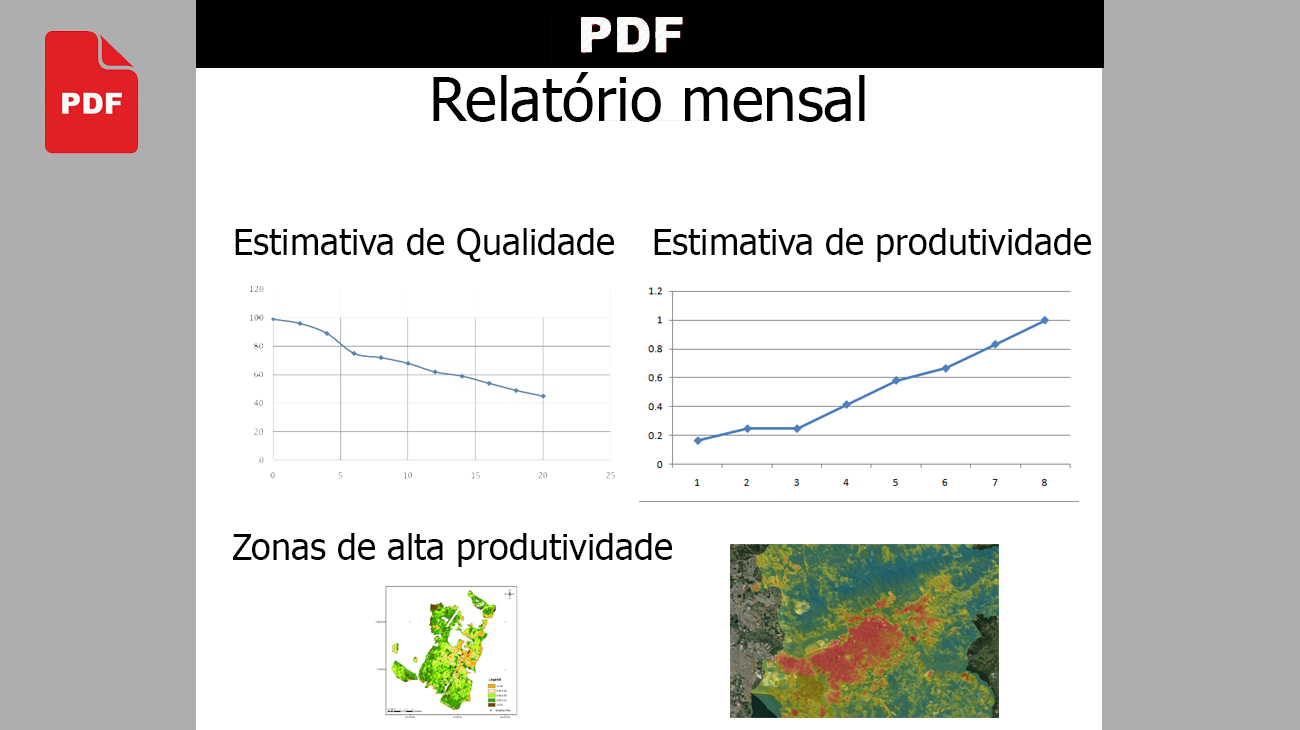 PDF
PDF
Relatório mensal
Estimativa de Qualidade
Estimativa de produtividade
120
100
80
60
40
20
0
0 5 10 15 20 25
1.2
1
0.8
0.6
0.4
0.2
0
1 2 3 4 5 6 7 8
Zonas de alta produtividade
Legend